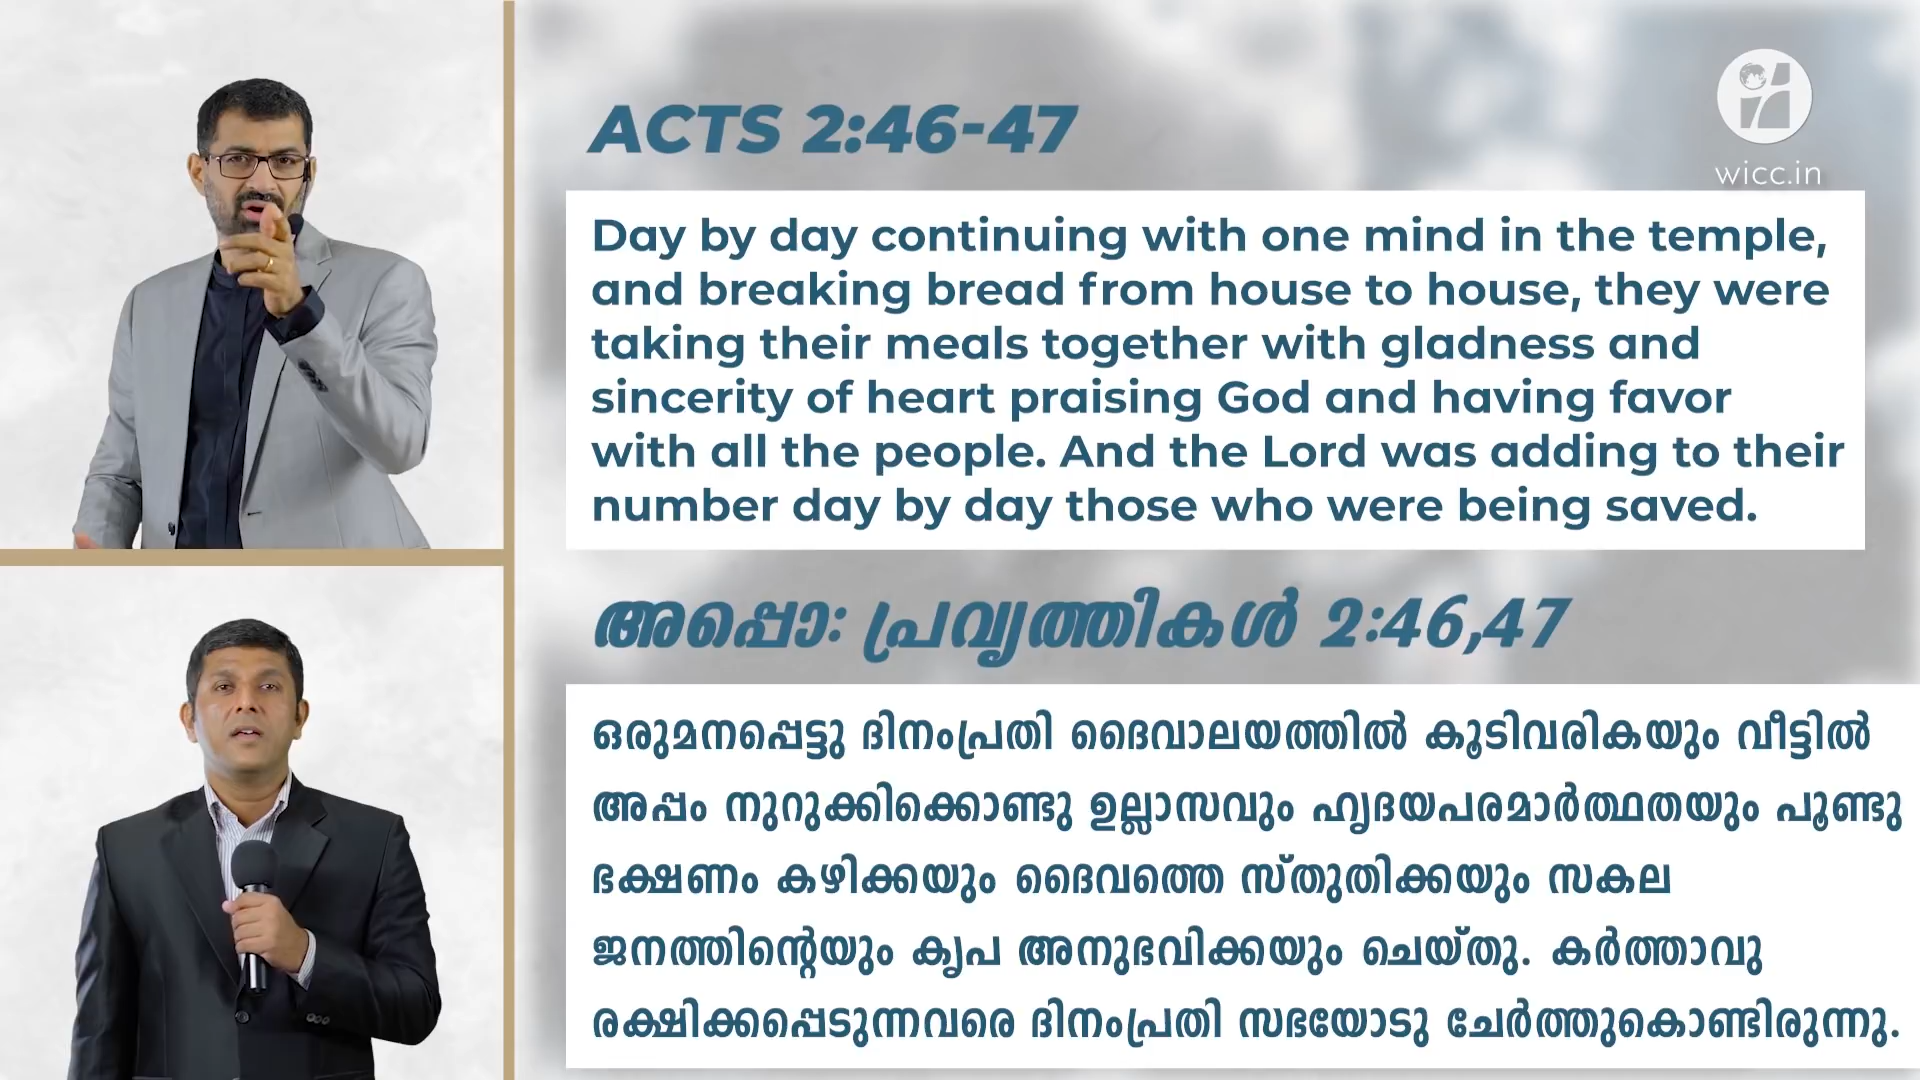 ACTS 2:46-47
wicc.in
Day by day continuing with one mind in the temple,
and breaking bread from house to house, they were
taking their meals together with gladness and
sincerity of heart praising God and having favor
with all the people. And the Lord was adding to their
number day by day those who were being saved.
അപ്പൊ: പ്രവൃത്തികൾ 2:46,47
ഒരുമനപ്പെട്ടു ദിനംപ്രതി ദൈവാലയത്തിൽ കൂടിവരികയും വീട്ടിൽ
അപ്പം നുറുക്കിക്കൊണ്ടു ഉല്ലാസവും ഹൃദയപരമാർത്ഥതയും പൂണ്ടു
ഭക്ഷണം കഴിക്കയും ദൈവത്തെ സ്തുതിക്കയും സകല
ജനത്തിന്റെയും കൃപ അനുഭവിക്കയും ചെയ്തു. കർത്താവു
രക്ഷിക്കപ്പെടുന്നവരെ ദിനംപ്രതി സഭയോടു ചേർത്തുകൊണ്ടിരുന്നു.